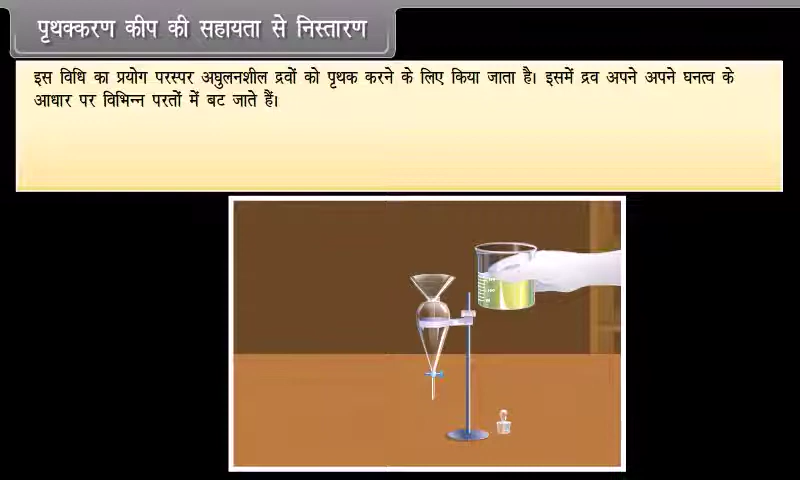 पृथक्करण कीप की सहायता से निस्तारण
इस विधि का प्रयोग परस्पर अघुलनशील द्रवों को पृथक करने के लिए किया जाता है। इसमें द्रव अपने अपने घनत्व के
आधार पर विभिन्न परतों में बट जाते हैं।